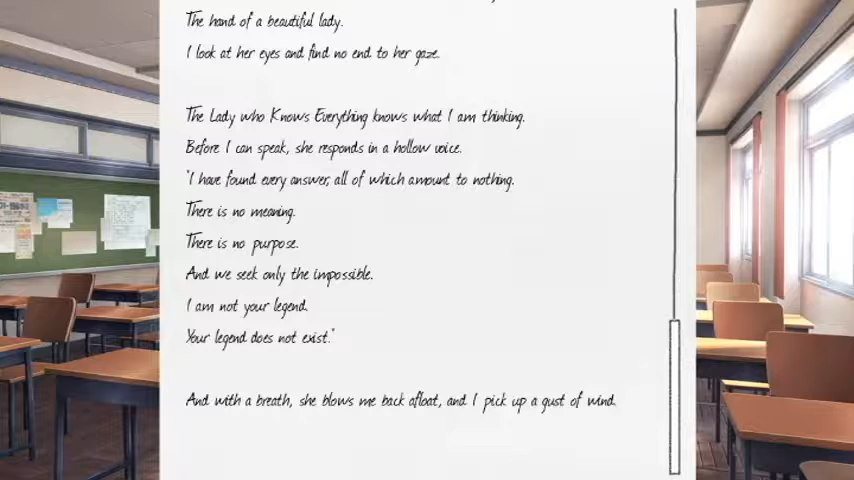 The hand of a beautiful lady.
I look at her eyes and find no end to her gaze.
The Lady who Knows Everything knows what I am thinking.
Before I can speak, she responds in a hollow voice.
"I have found every answer, all of which amount to nothing.
There is no meaning.
There is no purpose.
And we seek only the impossible.
I am not your legend.
Your legend does not exist."
And with a breath, she blows me back afloat, and I pick up a gust of wind.